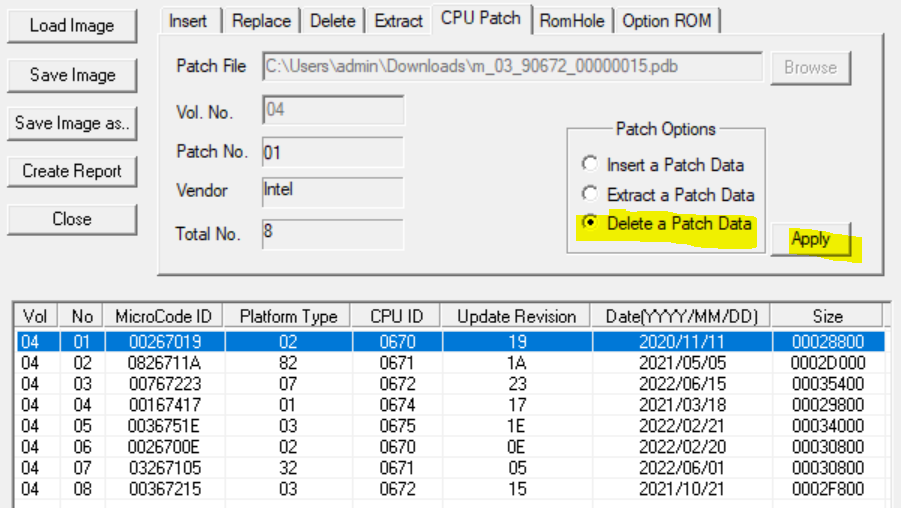 Load Image
Save Image
Save Image as..
Create Report
Close
Insert Replace Delete Extract CPU Patch RomHole Option ROM
Patch File C:\Users\admin\Downloads\m_03_90672_00000015.pdb Browse
Vol. No. 04
Patch No. 01
Vendor Intel
Total No. 8
Patch Options
Insert a Patch Data
Extract a Patch Data
Delete a Patch Data
Apply
Vol No MicroCode ID Platform Type CPU ID Update Revision Date(YYYY/MM/DD) Size
04 01 00267019 02 0670 19 2020/11/11 00028800
04 02 0826711A 82 0671 1A 2021/05/05 0002D000
04 03 00767223 07 0672 23 2022/06/15 00035400
04 04 00167417 01 0674 17 2021/03/18 00029800
04 05 0036751E 03 0675 1E 2022/02/21 00034000
04 06 0026700E 02 0670 0E 2022/02/20 00030800
04 07 03267105 32 0671 05 2022/06/01 00030800
04 08 00367215 03 0672 15 2021/10/21 0002F800